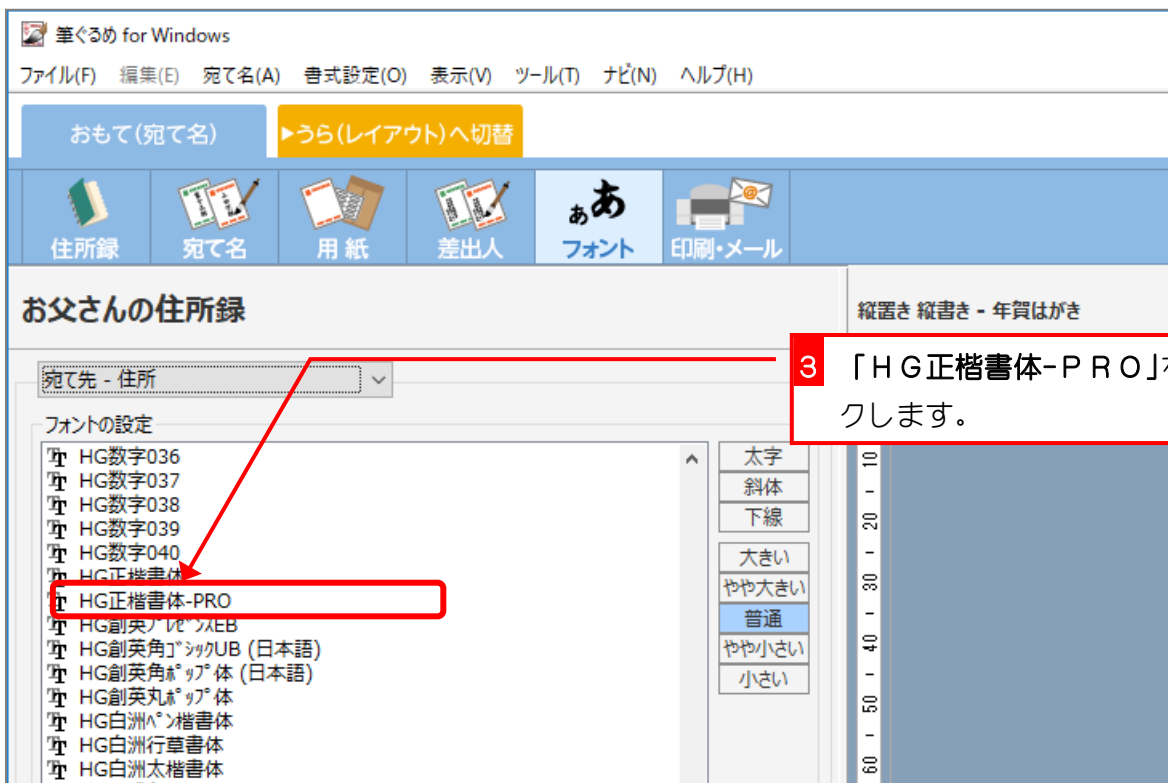 筆ぐるめ for Windows
ファイル(F) 編集(E) 宛て名(A) 書式設定(O) 表示(V) ツール(T) ナビ(N) ヘルプ(H)
おもて(宛て名) ▶うら(レイアウト)へ切替
住所録 宛て名 用紙 差出人 ぁあ フォント 印刷・メール
お父さんの住所録
縦置き 縦書き - 年賀はがき
宛て先 - 住所
3 「HG正楷書体-PRO」を
クします。
フォントの設定
HG数字036
HG数字037
HG数字038
HG数字039
HG数字040
HG正楷書体
HG正楷書体-PRO
HG創英プレゼンスEB
HG創英角ゴシックUB (日本語)
HG創英角ポップ体 (日本語)
HG創英丸ポップ体
HG白洲ペン楷書体
HG白洲行草書体
HG白洲太楷書体
太字
斜体
下線
大きい
やや大きい
普通
やや小さい
小さい
10
20
30
40
50
60